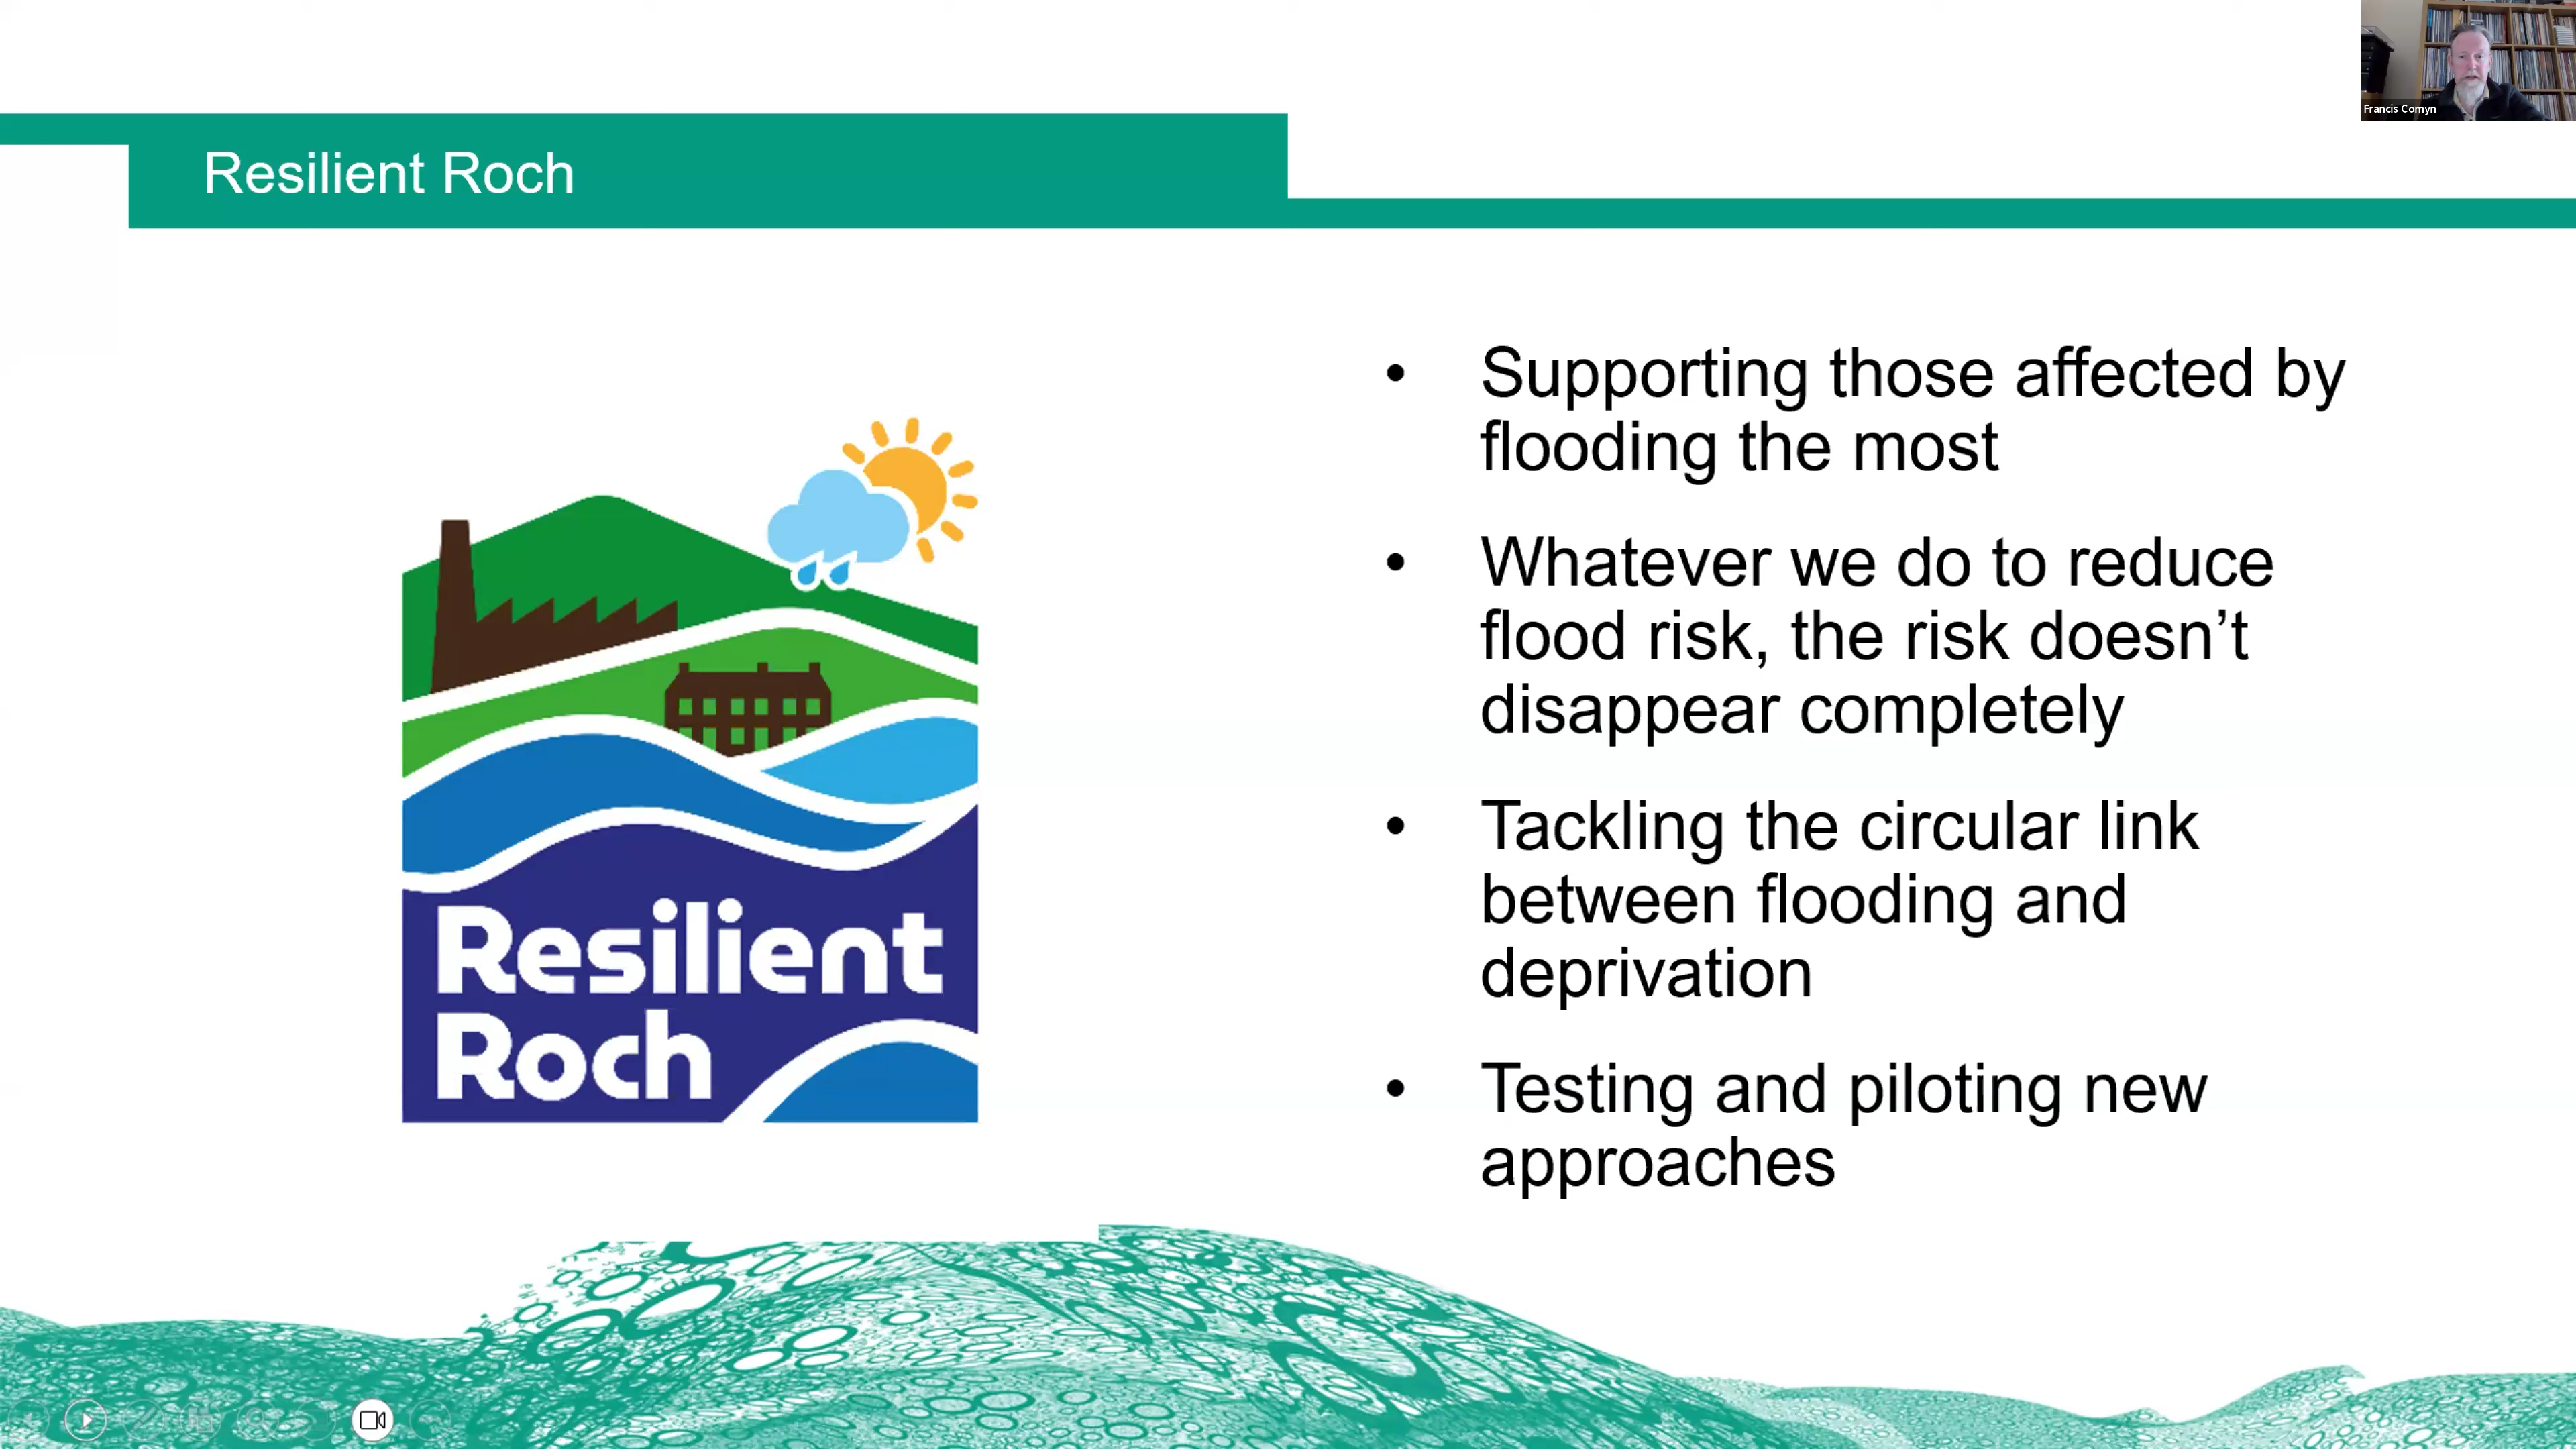 Francis Comyn
Resilient Roch
• Supporting those affected by
flooding the most
• Whatever we do to reduce
flood risk, the risk doesn’t
disappear completely
• Tackling the circular link
between flooding and
deprivation
• Testing and piloting new
approaches
Resilient
Roch